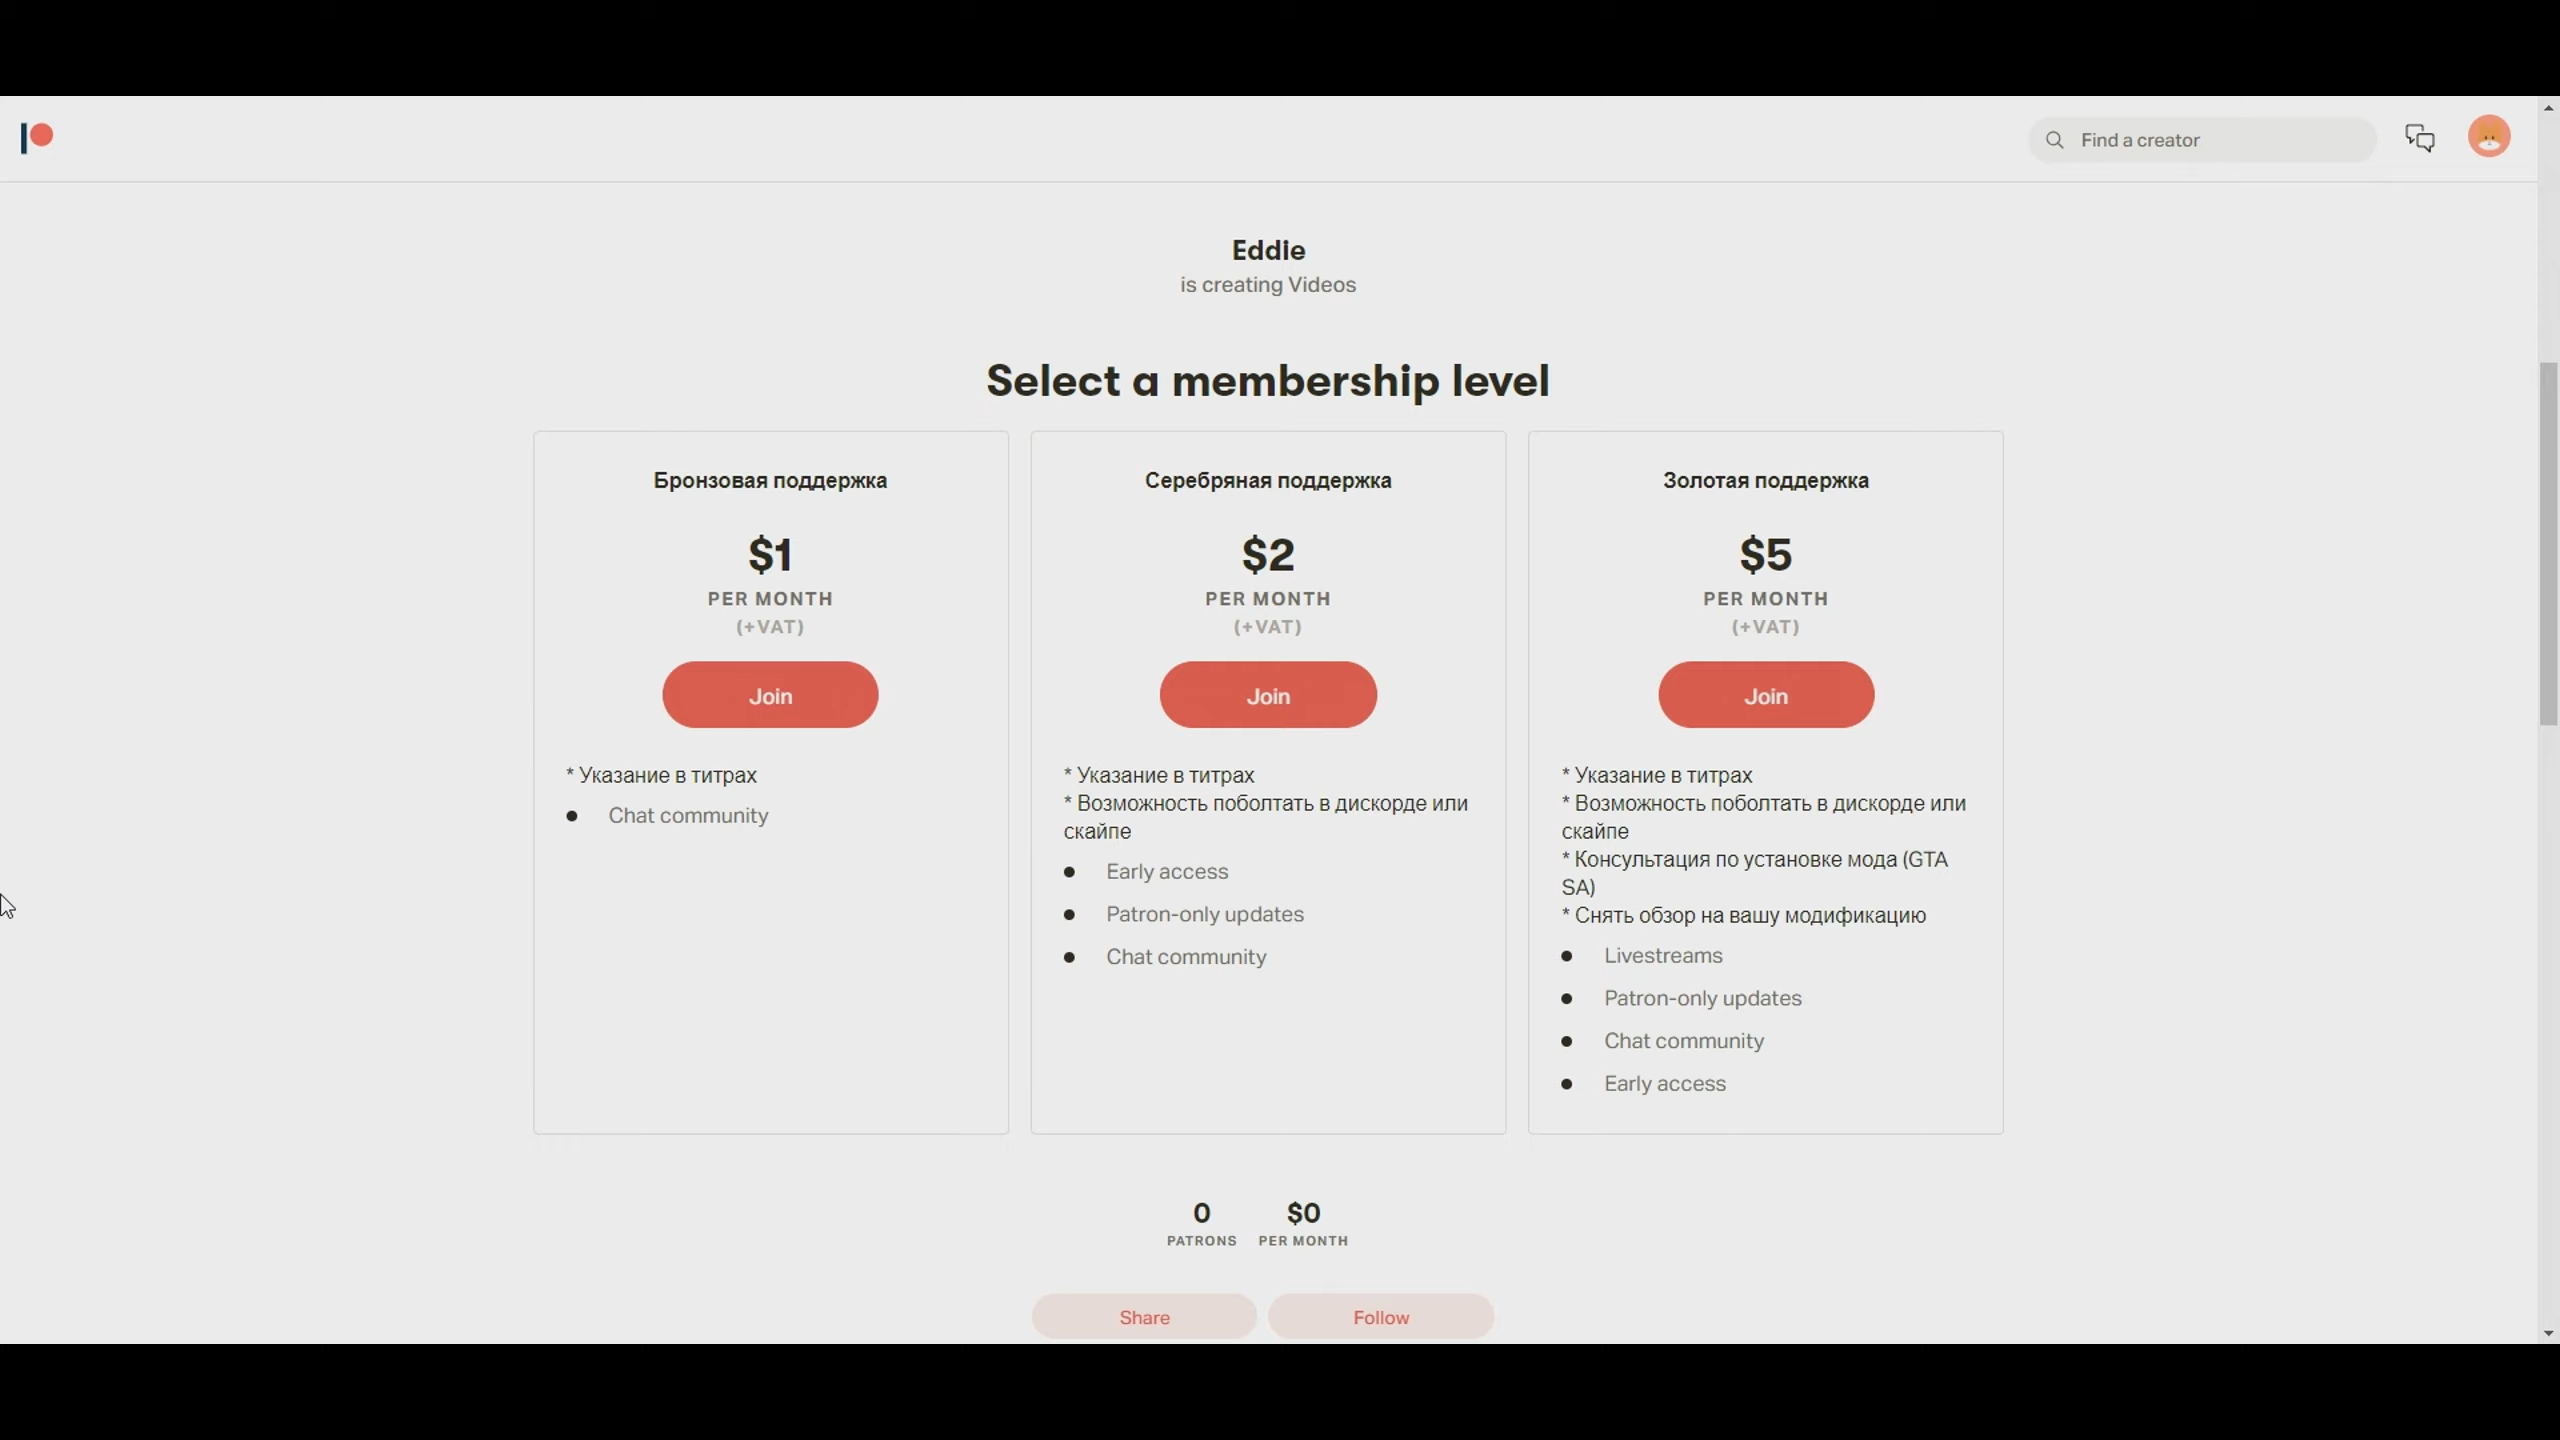 Find a creator
Eddie
is creating Videos
Select a membership level
Бронзовая поддержка
$1
PER MONTH
(+VAT)
Join
* Указание в титрах
Chat community
Серебряная поддержка
$2
PER MONTH
(+VAT)
Join
* Указание в титрах
* Возможность поболтать в дискорде или
скайпе
Early access
Patron-only updates
Chat community
Золотая поддержка
$5
PER MONTH
(+VAT)
Join
* Указание в титрах
* Возможность поболтать в дискорде или
скайпе
* Консультация по установке мода (GTA
SA)
* Снять обзор на вашу модификацию
Livestreams
Patron-only updates
Chat community
Early access
0
PATRONS
$0
PER MONTH
Share
Follow